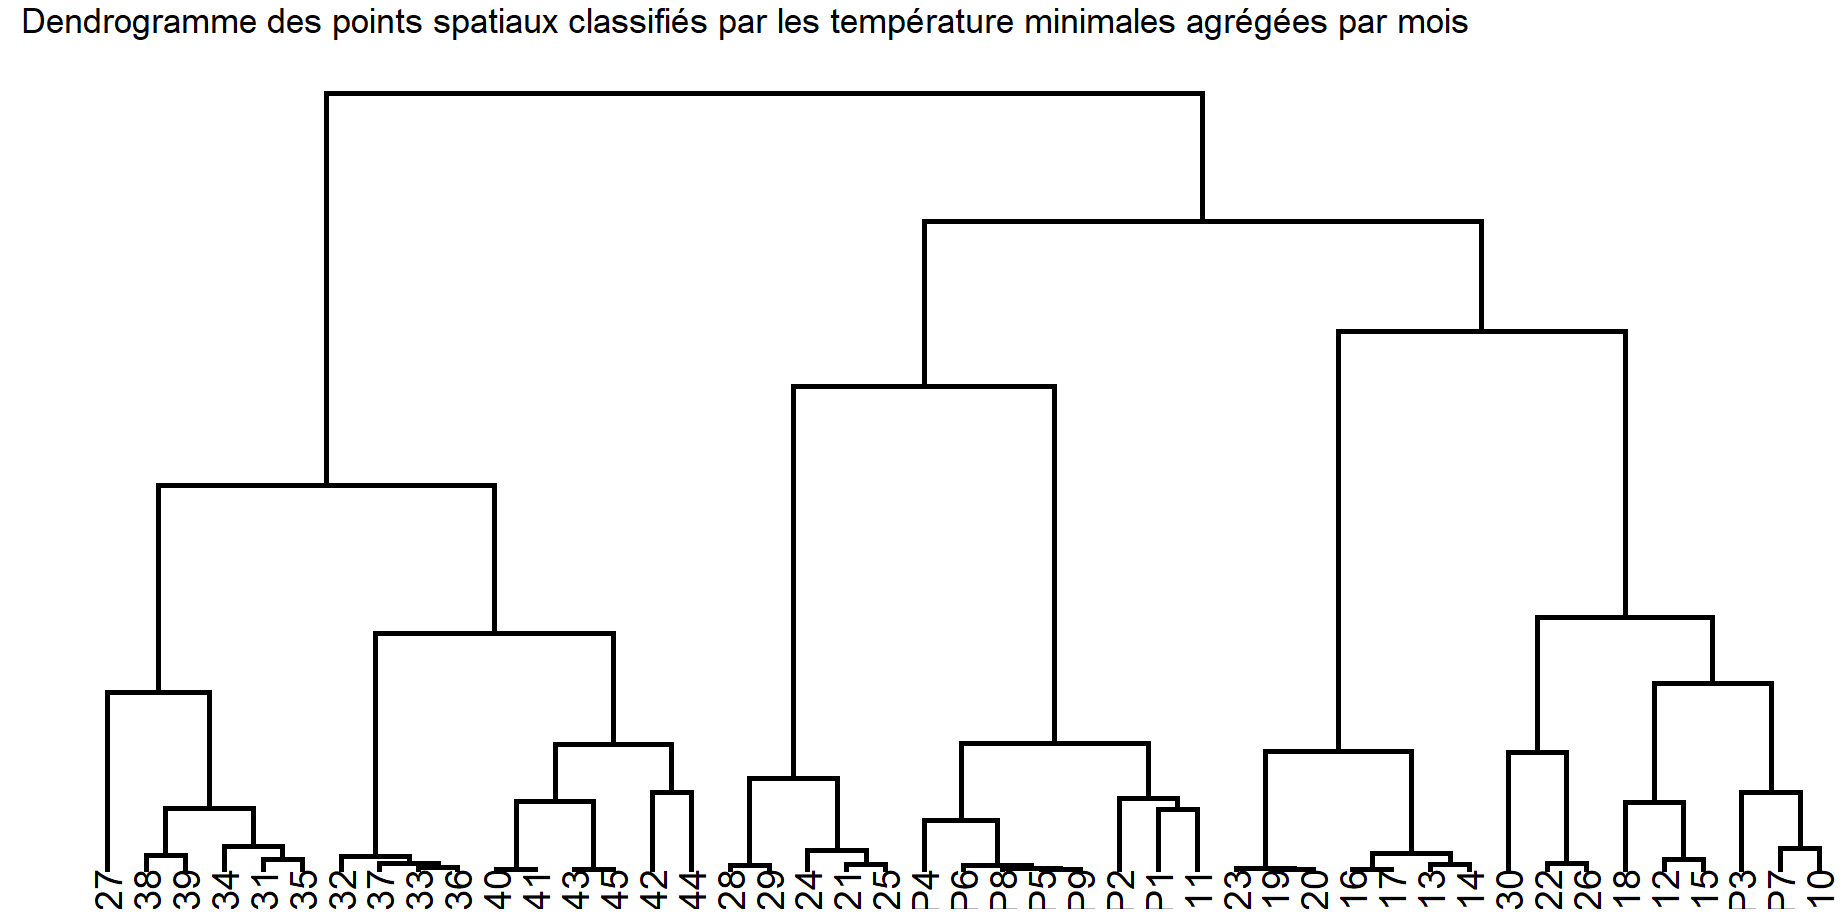 Dendrogramme des points spatiaux classifiés par les température minimales agrégées par mois
27 38 39 34 31 35 32 37 33 36 40 41 43 45 42 44 28 29 24 21 25 P4 P6 P8 P5 P9 P2 P1 11 23 19 20 16 17 13 14 30 22 26 18 12 15 P3 P7 10